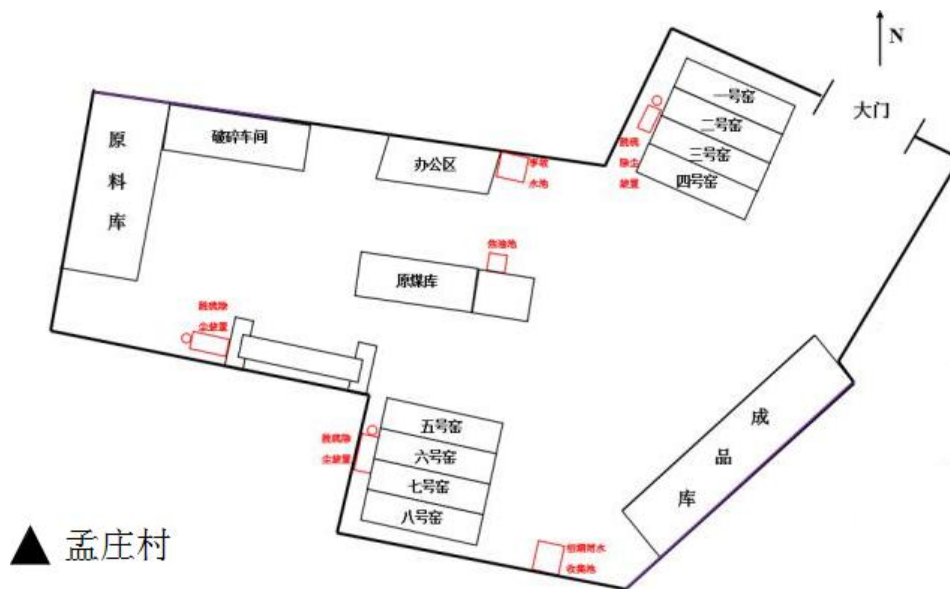 N
大门
一号窑
二号窑
三号窑
四号窑
脱硫
除尘
装置
原
料
库
破碎车间
办公区
事故
水池
焦油池
原煤库
脱硫除
尘装置
五号窑
六号窑
七号窑
八号窑
脱硫除
尘装置
成
品
库
初期雨水
收集池
孟庄村